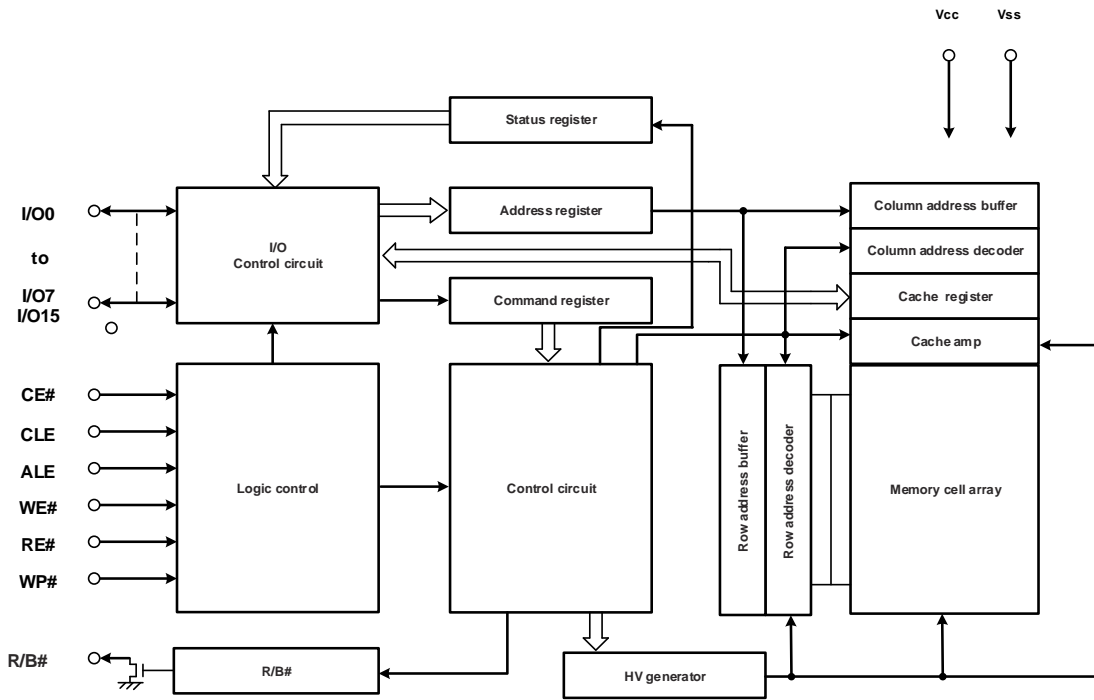 Vcc
Vss
Status register
I/O0
to
I/O7
I/O15
I/O
Control circuit
Address register
Command register
Column address buffer
Column address decoder
Cache register
Cache amp
CE#
CLE
ALE
WE#
RE#
WP#
Logic control
Control circuit
Row address buffer
Row address decoder
Memory cell array
R/B#
R/B#
HV generator